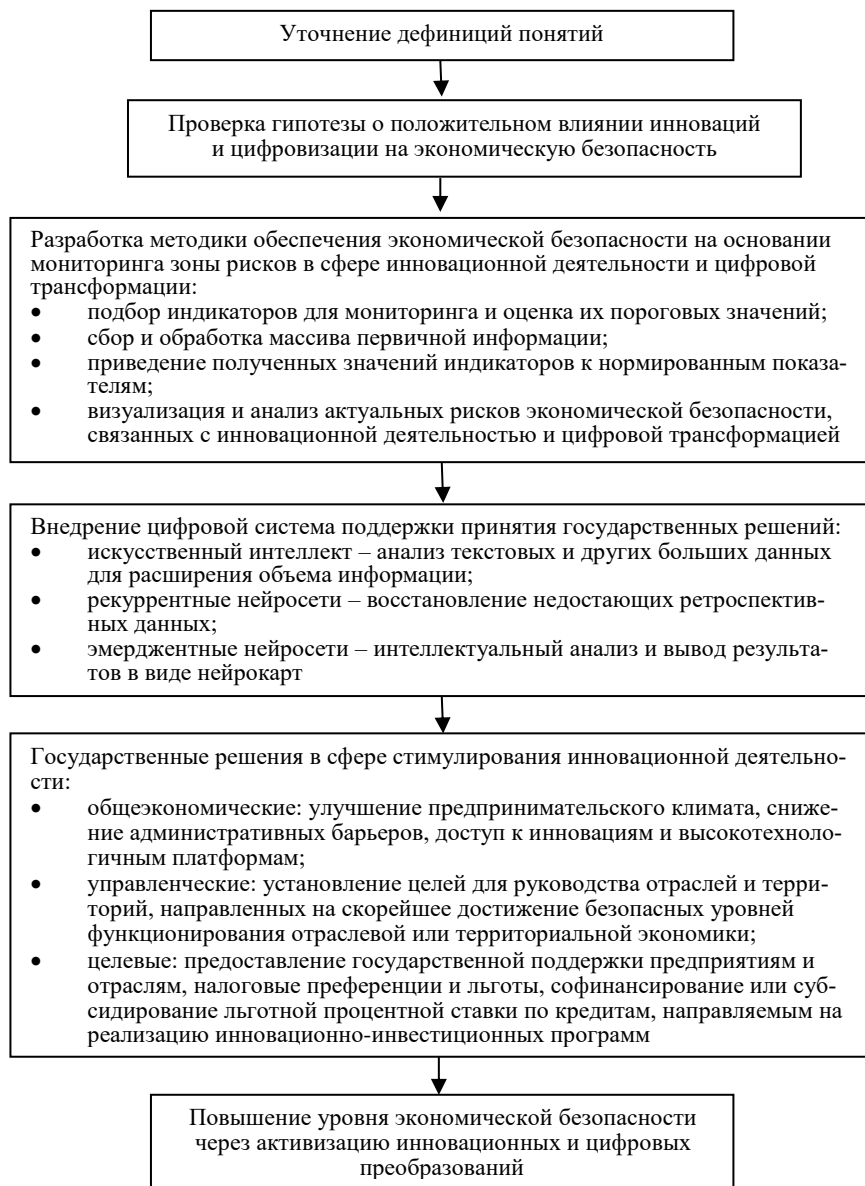 Уточнение дефиниций понятий
Проверка гипотезы о положительном влиянии инноваций
и цифровизации на экономическую безопасность
Разработка методики обеспечения экономической безопасности на основании
мониторинга зоны рисков в сфере инновационной деятельности и цифровой
трансформации:
• подбор индикаторов для мониторинга и оценка их пороговых значений;
• сбор и обработка массива первичной информации;
• приведение полученных значений индикаторов к нормированным показа-
телям;
• визуализация и анализ актуальных рисков экономической безопасности,
связанных с инновационной деятельностью и цифровой трансформацией
Внедрение цифровой система поддержки принятия государственных решений:
• искусственный интеллект – анализ текстовых и других больших данных
для расширения объема информации;
• рекуррентные нейросети – восстановление недостающих ретроспектив-
ных данных;
• эмерджентные нейросети – интеллектуальный анализ и вывод результа-
тов в виде нейрокарт
Государственные решения в сфере стимулирования инновационной деятельно-
сти:
• общеэкономические: улучшение предпринимательского климата, сниже-
ние административных барьеров, доступ к инновациям и высокотехноло-
гичным платформам;
• управленческие: установление целей для руководства отраслей и терри-
торий, направленных на скорейшее достижение безопасных уровней
функционирования отраслевой или территориальной экономики;
• целевые: предоставление государственной поддержки предприятиям и
отраслям, налоговые преференции и льготы, софинансирование или суб-
сидирование льготной процентной ставки по кредитам, направляемым на
реализацию инновационно-инвестиционных программ
Повышение уровня экономической безопасности
через активизацию инновационных и цифровых
преобразований